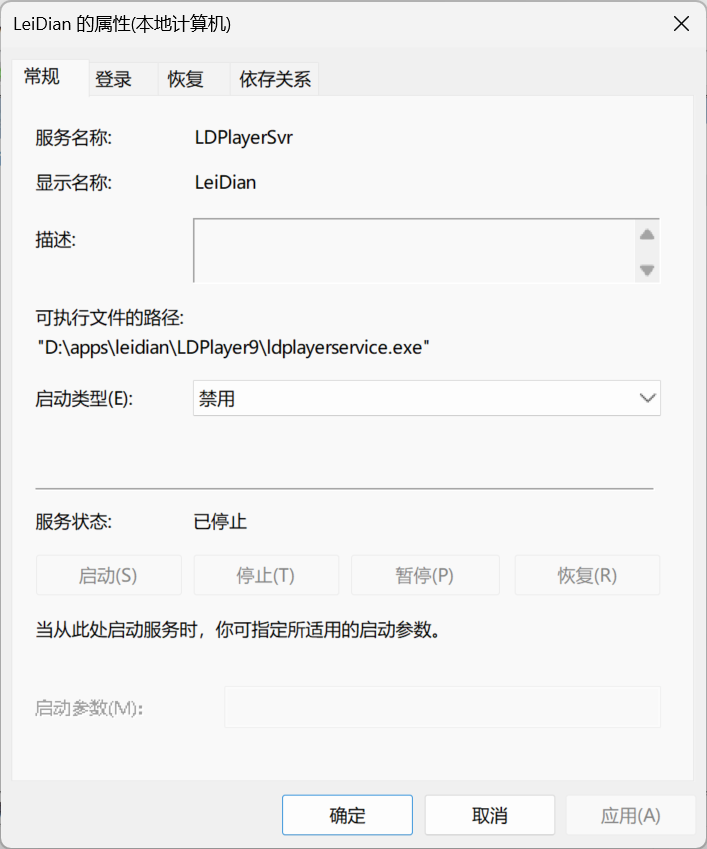 LeiDian 的属性(本地计算机)
常规 登录 恢复 依存关系
服务名称: LDPlayerSvr
显示名称: LeiDian
描述:
可执行文件的路径:
"D:\apps\leidian\LDPlayer9\ldplayerservice.exe"
启动类型(E): 禁用
服务状态: 已停止
启动(S) 停止(T) 暂停(P) 恢复(R)
当从此处启动服务时，你可指定所适用的启动参数。
启动参数(M):
确定 取消 应用(A)